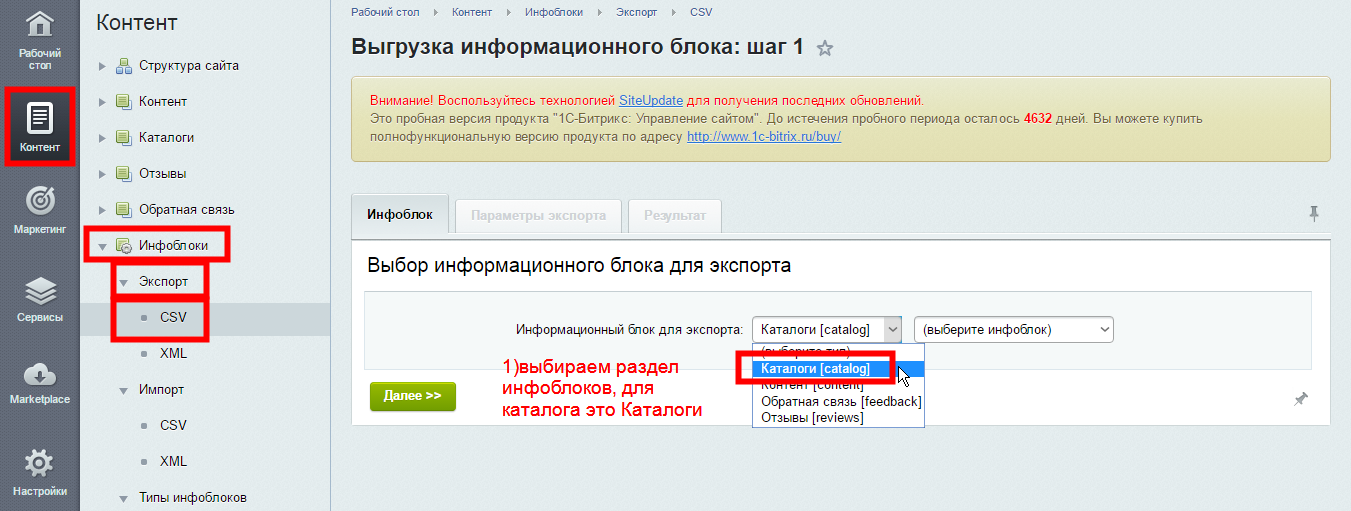 Рабочий стол
Контент
Маркетинг
Сервисы
Marketplace
Настройки
Контент
Структура сайта
Контент
Каталоги
Отзывы
Обратная связь
Инфоблоки
Экспорт
CSV
XML
Импорт
CSV
XML
Типы инфоблоков
Рабочий стол Контент Инфоблоки Экспорт CSV
Выгрузка информационного блока: шаг 1
Внимание! Воспользуйтесь технологией SiteUpdate для получения последних обновлений.
Это пробная версия продукта "1С-Битрикс: Управление сайтом". До истечения пробного периода осталось 4632 дней. Вы можете купить
полнофункциональную версию продукта по адресу http://www.1c-bitrix.ru/buy/
Инфоблок Параметры экспорта Результат
Выбор информационного блока для экспорта
Информационный блок для экспорта: Каталоги [catalog] (выберите инфоблок)
(выберите тип)
Каталоги [catalog]
Контент [content]
Обратная связь [feedback]
Отзывы [reviews]
1)выбираем раздел
инфоблоков, для
каталога это Каталоги
Далее >>